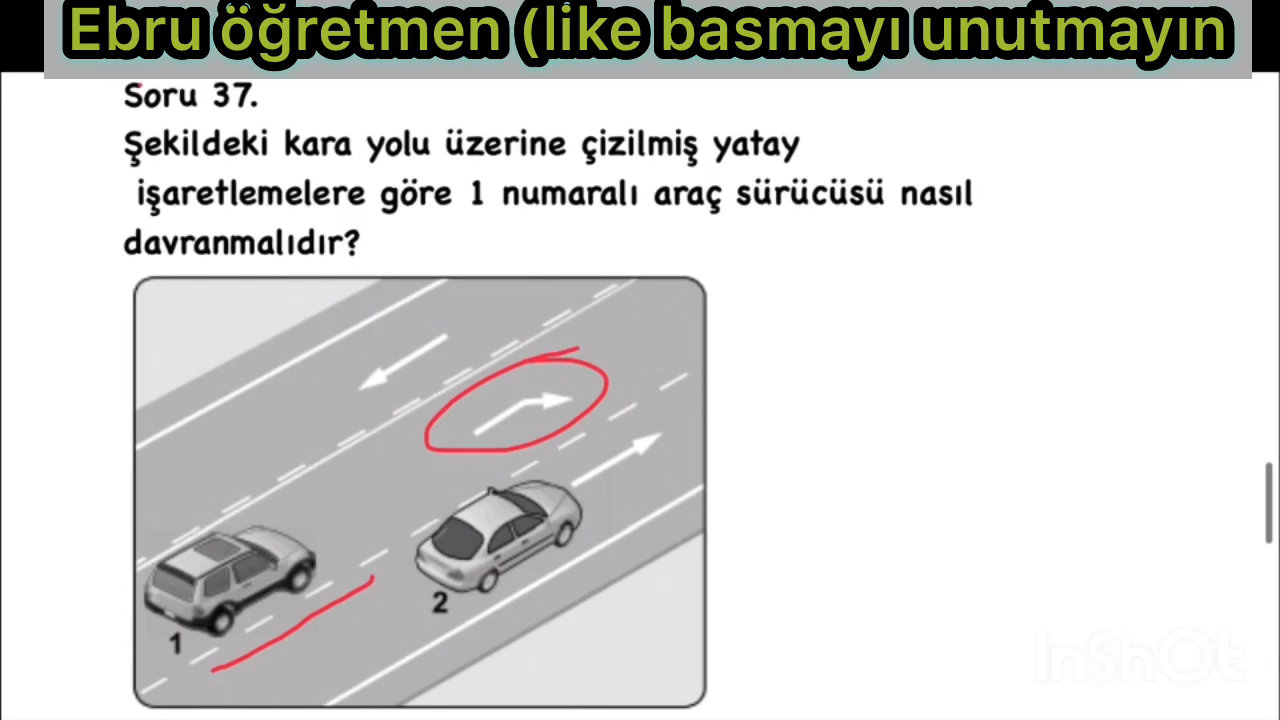 Ebru öğretmen (like basmayı unutmayın
Soru 37.
Şekildeki kara yolu üzerine çizilmiş yatay
işaretlemelere göre 1 numaralı araç sürücüsü nasıl
davranmalıdır?
2
1
InShOt